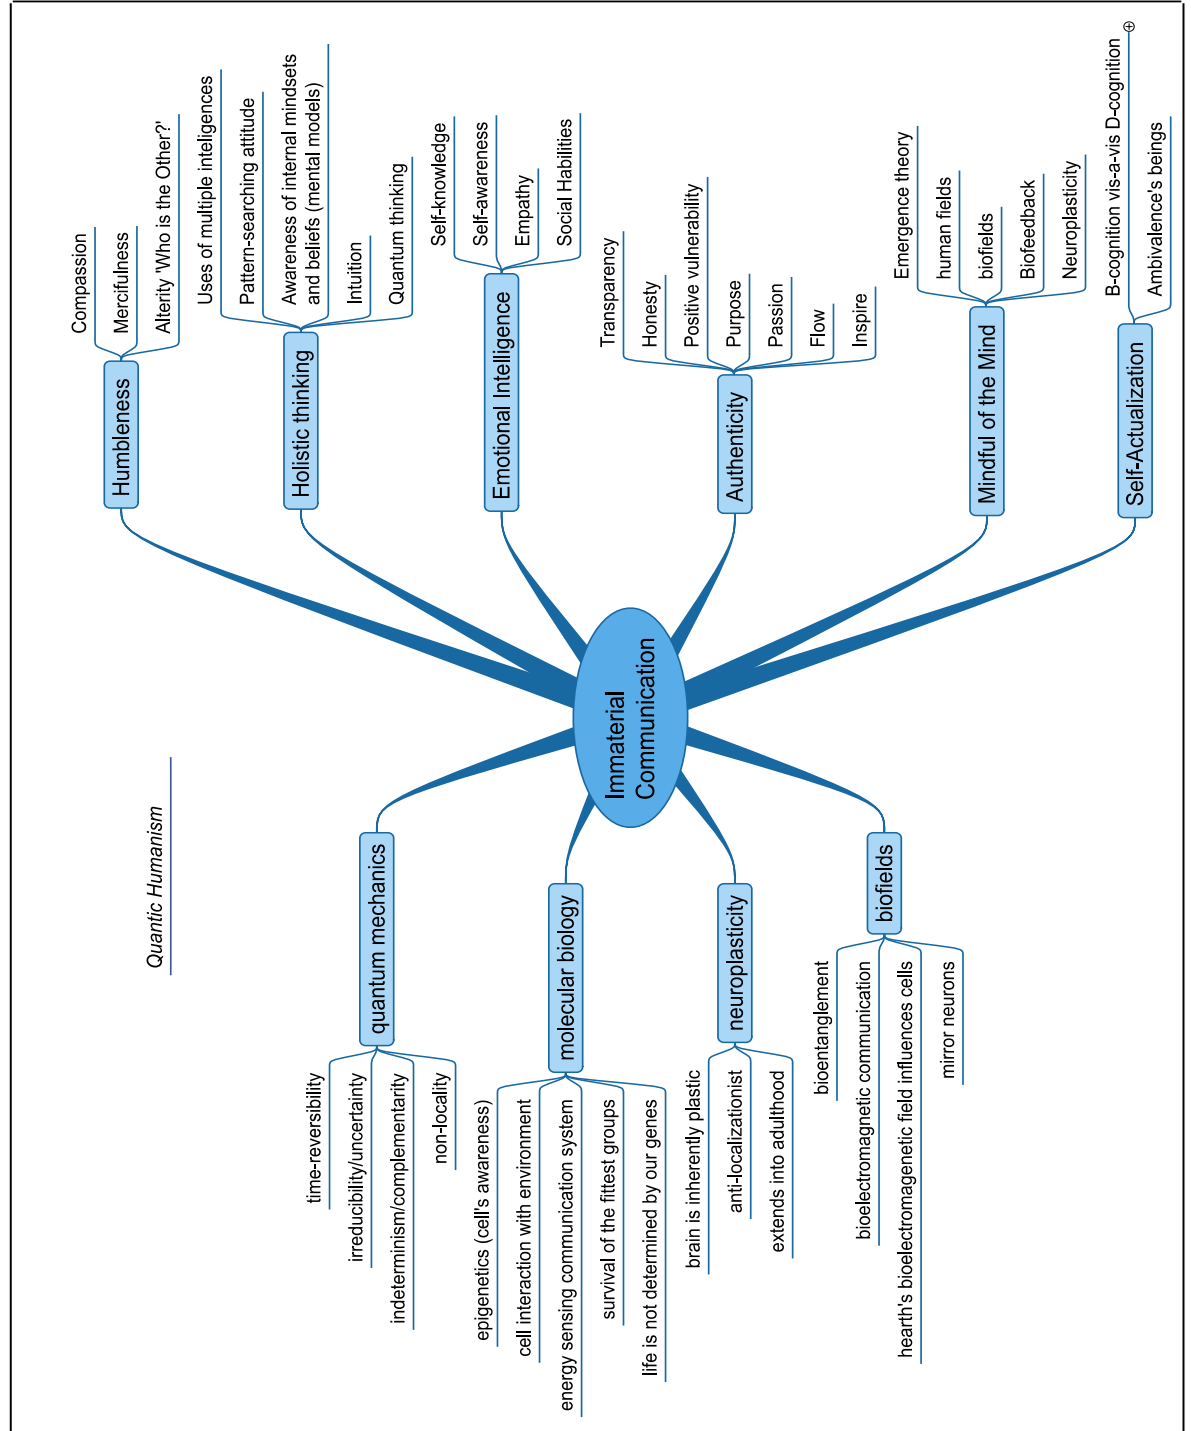 Quantic Humanism
Immaterial
Communication
quantum mechanics
time-reversibility
irreducibility/uncertainty
indeterminism/complementarity
non-locality
molecular biology
epigenetics (cell's awareness)
cell interaction with environment
energy sensing communication system
survival of the fittest groups
life is not determined by our genes
neuroplasticity
brain is inherently plastic
anti-localizationist
extends into adulthood
biofields
bioentanglement
bioelectromagnetic communication
hearth's bioelectromagenetic field influences cells
mirror neurons
Humbleness
Compassion
Mercifulness
Alterity 'Who is the Other?'
Holistic thinking
Uses of multiple inteligences
Pattern-searching attitude
Awareness of internal mindsets
and beliefs (mental models)
Intuition
Quantum thinking
Emotional Intelligence
Self-knowledge
Self-awareness
Empathy
Social Habilities
Authenticity
Transparency
Honesty
Positive vulnerability
Purpose
Passion
Flow
Inspire
Mindful of the Mind
Emergence theory
human fields
biofields
Biofeedback
Neuroplasticity
Self-Actualization
B-cognition vis-a-vis D-cognition
Ambivalence's beings